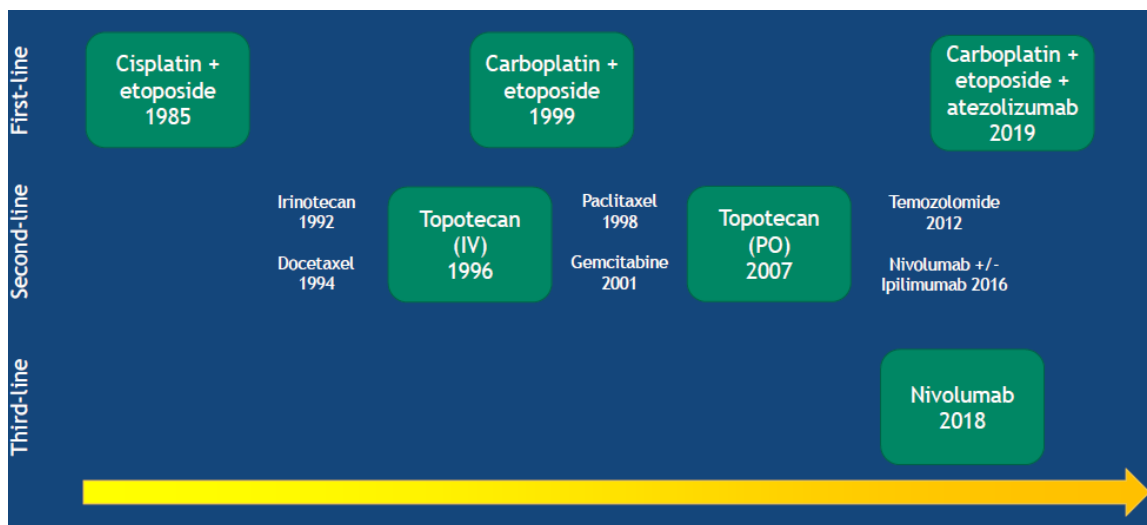 First-line
Cisplatin +
etoposide
1985
Carboplatin +
etoposide
1999
Carboplatin +
etoposide +
atezolizumab
2019
Second-line
Irinotecan
1992
Docetaxel
1994
Topotecan
(IV)
1996
Paclitaxel
1998
Gemcitabine
2001
Topotecan
(PO)
2007
Temozolomide
2012
Nivolumab +/-
Ipilimumab 2016
Third-line
Nivolumab
2018